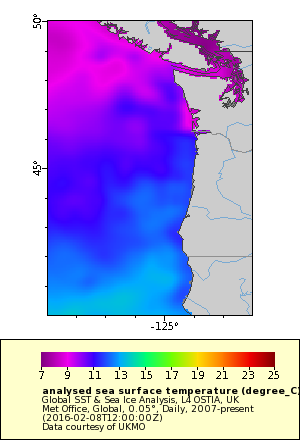 50°
45°
-125°
7 9 11 13 15 17 19 21 23 25
analysed sea surface temperature (degree_C)
Global SST & Sea Ice Analysis, L4 OSTIA, UK
Met Office, Global, 0.05°, Daily, 2007-present
(2016-02-08T12:00:00Z)
Data courtesy of UKMO